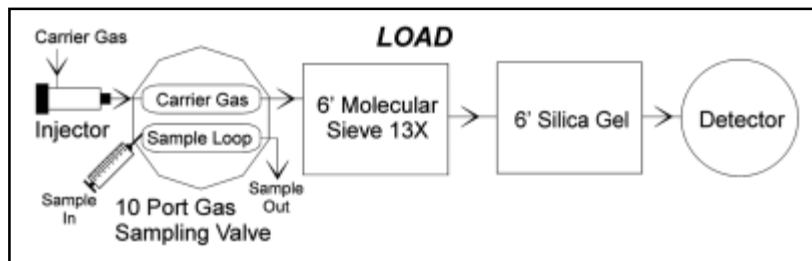 LOAD
Carrier Gas
Injector
Carrier Gas
Sample Loop
Sample
In
Sample
Out
10 Port Gas
Sampling Valve
6' Molecular
Sieve 13X
6' Silica Gel
Detector